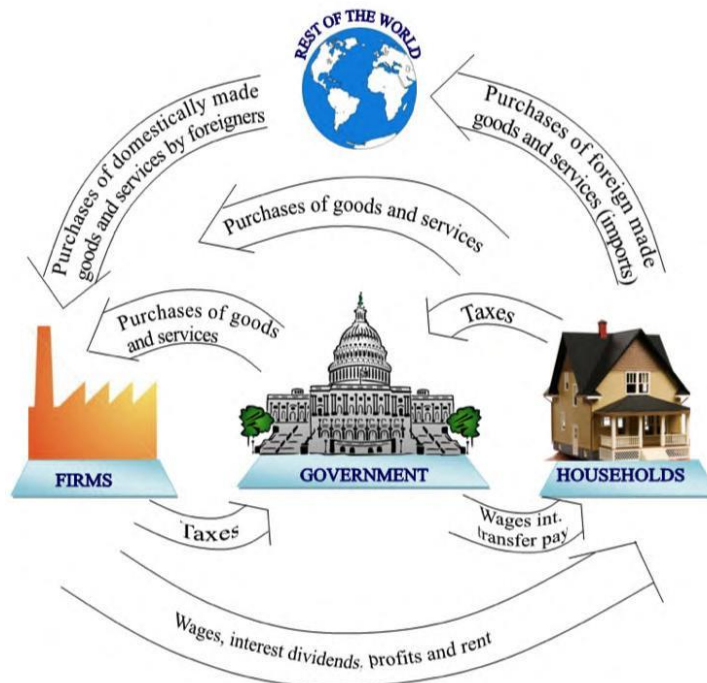 REST OF THE WORLD
Purchases of domestically made
goods and services by foreigners
Purchases of foreign made
goods and services (imports)
Purchases of goods and services
Purchases of goods
and services
Taxes
FIRMS
GOVERNMENT
HOUSEHOLDS
Taxes
Wages int.
transfer pay
Wages, interest dividends. profits and rent